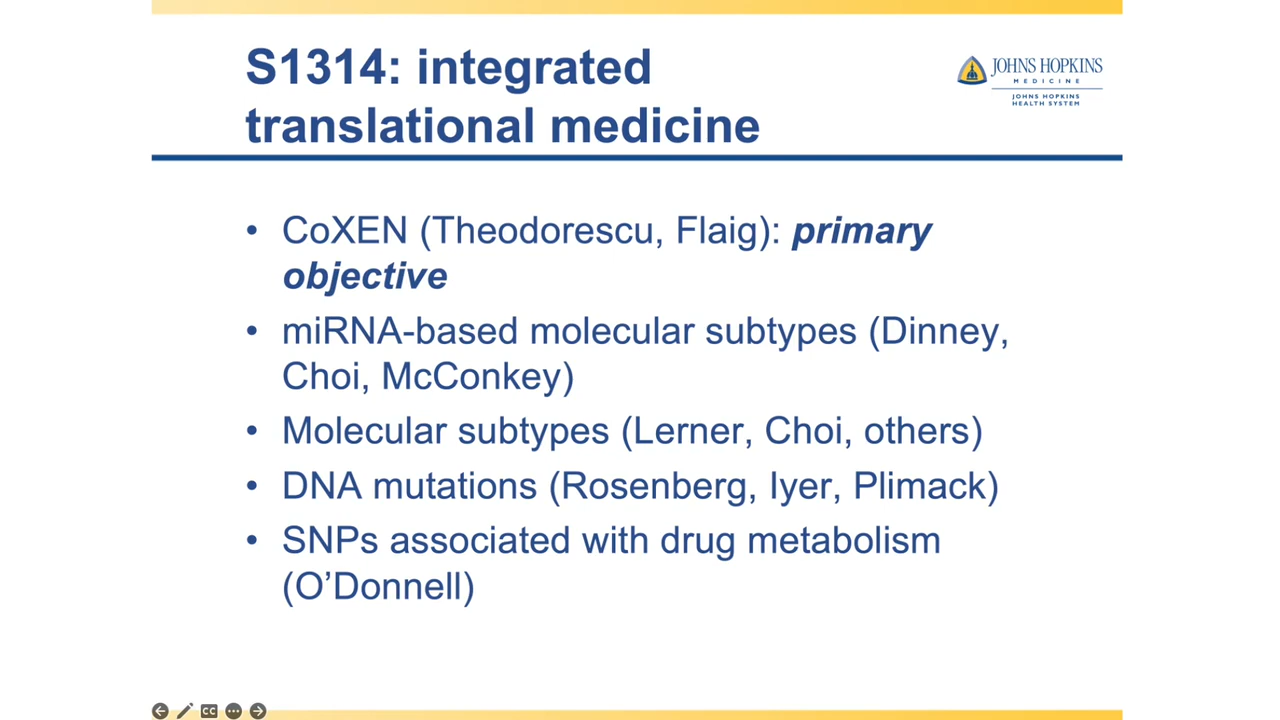 S1314: integrated
translational medicine
JOHNS HOPKINS
MEDICINE
JOHNS HOPKINS
HEALTH SYSTEM
• CoXEN (Theodorescu, Flaig): primary
objective
• miRNA-based molecular subtypes (Dinney,
Choi, McConkey)
• Molecular subtypes (Lerner, Choi, others)
• DNA mutations (Rosenberg, Iyer, Plimack)
• SNPs associated with drug metabolism
(O’Donnell)
CC